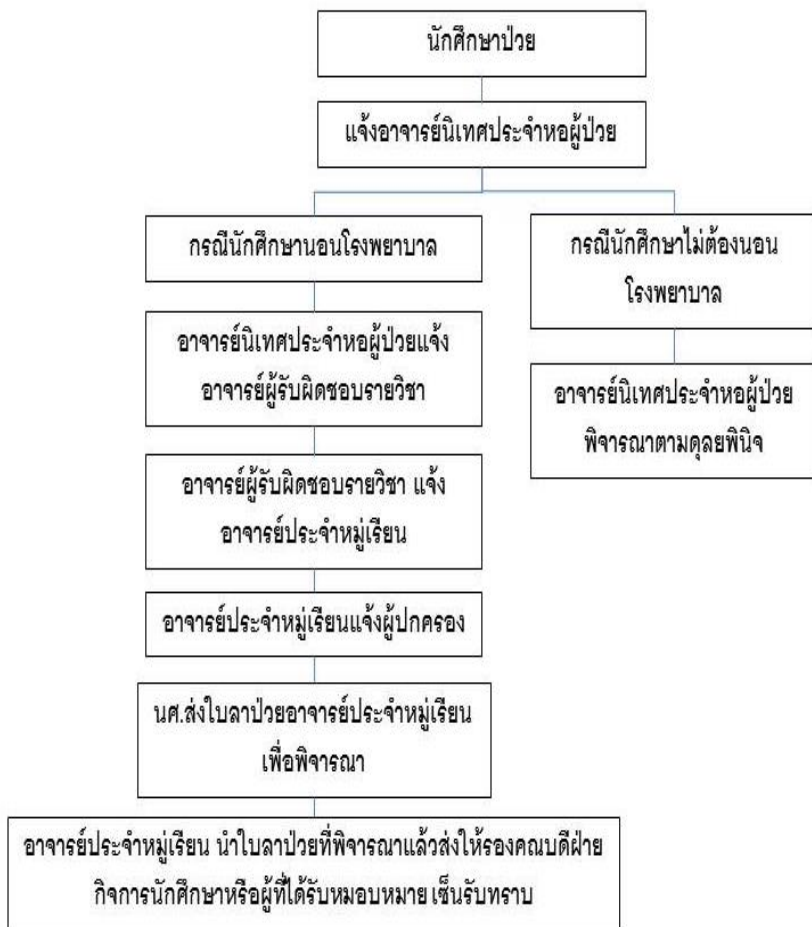 นักศึกษาป่วย
แจ้งอาจารย์นิเทศประจำหอผู้ป่วย
กรณีนักศึกษานอนโรงพยาบาล
อาจารย์นิเทศประจำหอผู้ป่วยแจ้ง
อาจารย์ผู้รับผิดชอบรายวิชา
อาจารย์ผู้รับผิดชอบรายวิชา แจ้ง
อาจารย์ประจำหมู่เรียน
อาจารย์ประจำหมู่เรียนแจ้งผู้ปกครอง
นศ.ส่งใบลาป่วยอาจารย์ประจำหมู่เรียน
เพื่อพิจารณา
อาจารย์ประจำหมู่เรียน นำใบลาป่วยที่พิจารณาแล้วส่งให้รองคณบดีฝ่าย
กิจการนักศึกษาหรือผู้ที่ได้รับหมอบหมาย เซ็นรับทราบ
กรณีนักศึกษาไม่ต้องนอน
โรงพยาบาล
อาจารย์นิเทศประจำหอผู้ป่วย
พิจารณาตามดุลยพินิจ